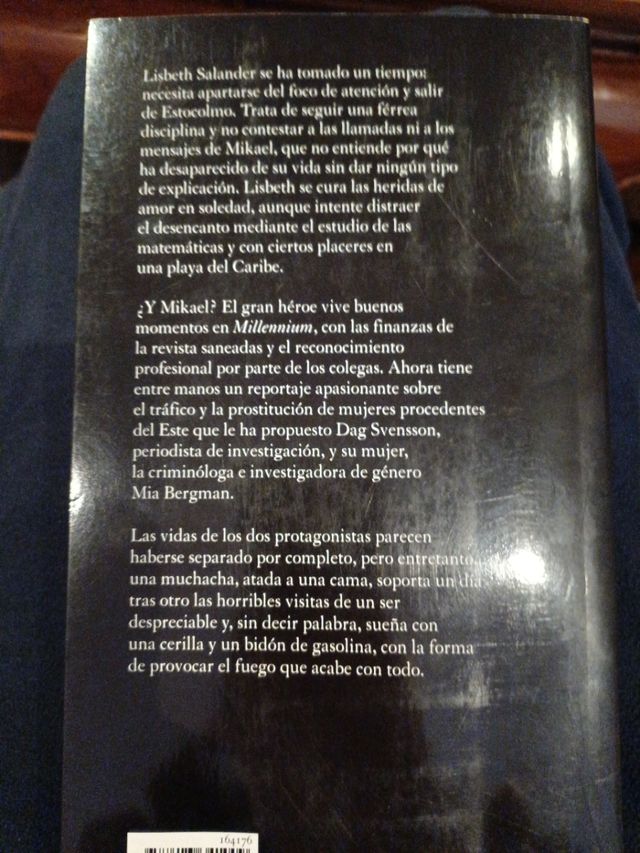 Lisbeth Salander se ha tomado un tiempo:
necesita apartarse del foco de atención y salir
de Estocolmo. Trata de seguir una férrea
disciplina y no contestar a las llamadas ni a los
mensajes de Mikael, que no entiende por qué
ha desaparecido de su vida sin dar ningún tipo
de explicación. Lisbeth se cura las heridas de
amor en soledad, aunque intente distraer
el desencanto mediante el estudio de las
matemáticas y con ciertos placeres en
una playa del Caribe.
¿Y Mikael? El gran héroe vive buenos
momentos en Millennium, con las finanzas de
la revista saneadas y el reconocimiento
profesional por parte de los colegas. Ahora tiene
entre manos un reportaje apasionante sobre
el tráfico y la prostitución de mujeres procedentes
del Este que le ha propuesto Dag Svensson,
periodista de investigación, y su mujer,
la criminóloga e investigadora de género
Mia Bergman.
Las vidas de los dos protagonistas parecen
haberse separado por completo, pero entretanto,
una muchacha, atada a una cama, soporta un día
tras otro las horribles visitas de un ser
despreciable y, sin decir palabra, sueña con
una cerilla y un bidón de gasolina, con la forma
de provocar el fuego que acabe con todo.
164176